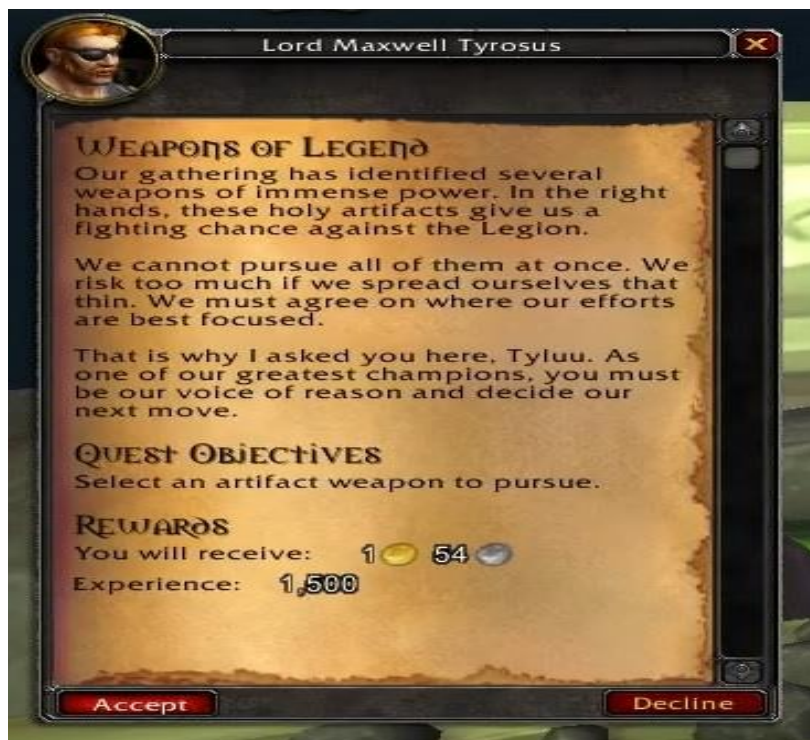 Lord Maxwell Tyrosus
Weapons of Legend
Our gathering has identified several
weapons of immense power. In the right
hands, these holy artifacts give us a
fighting chance against the Legion.
We cannot pursue all of them at once. We
risk too much if we spread ourselves that
thin. We must agree on where our efforts
are best focused.
That is why I asked you here, Tyluu. As
one of our greatest champions, you must
be our voice of reason and decide our
next move.
Quest Objectives
Select an artifact weapon to pursue.
Rewards
You will receive: 1 54
Experience: 1,500
Accept Decline